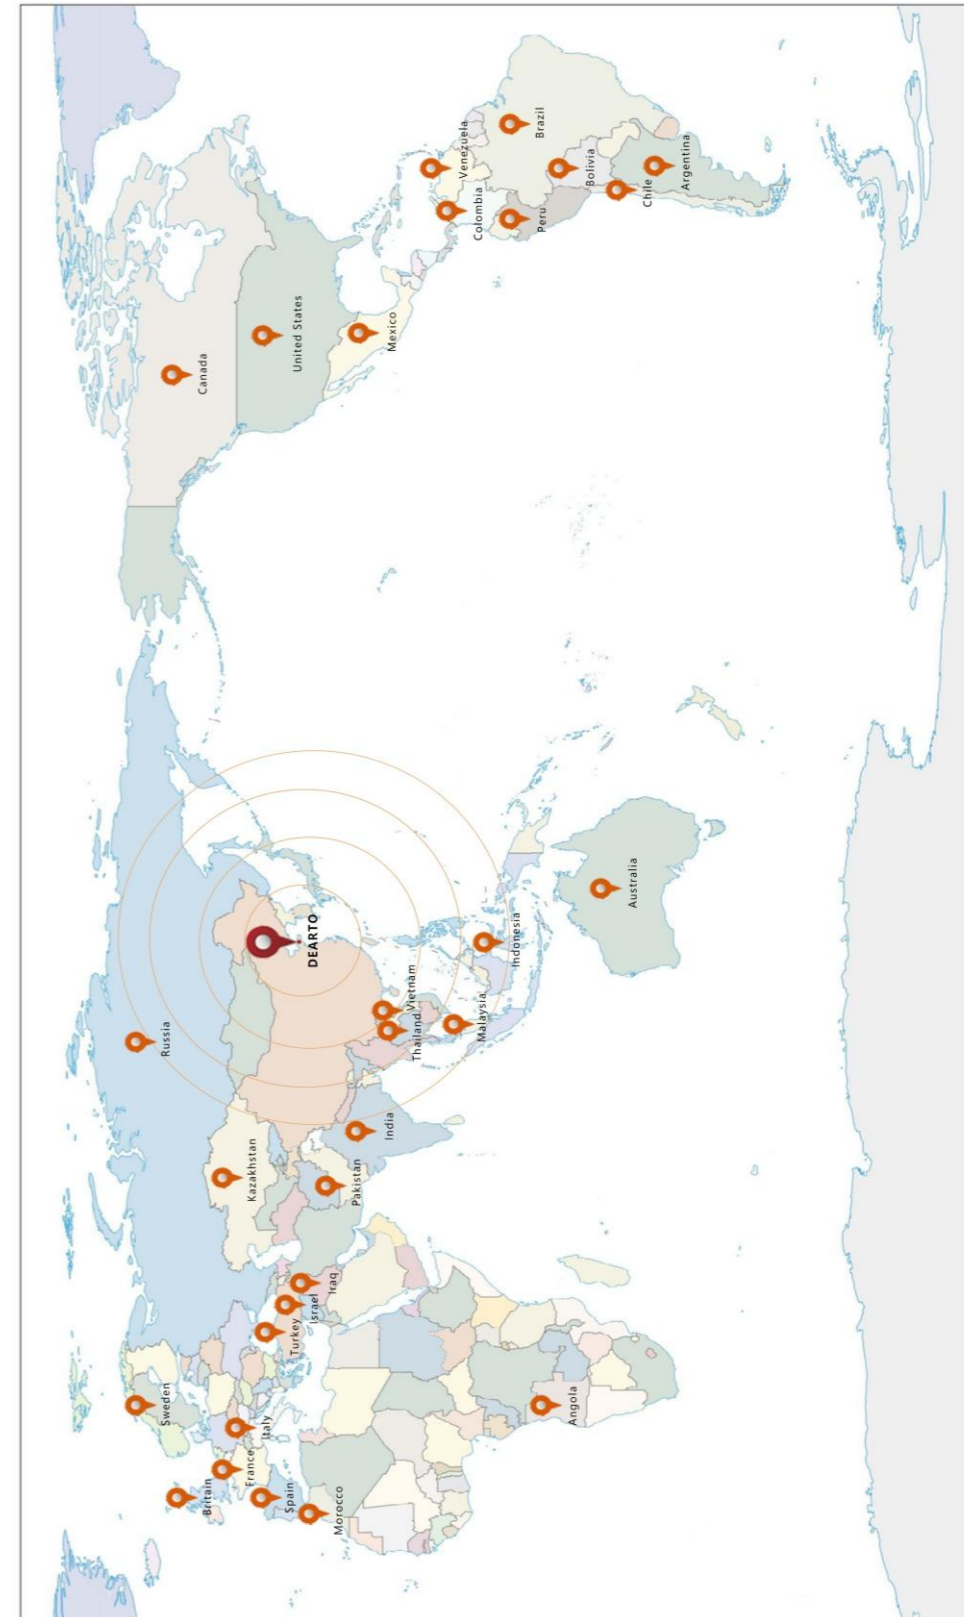 Britain
France
Spain
Morocco
Sweden
Italy
Turkey
Israel
Iraq
Angola
Russia
Kazakhstan
Pakistan
India
DEARTO
Thailand
Vietnam
Malaysia
Indonesia
Australia
Canada
United States
Mexico
Colombia
Venezuela
Peru
Brazil
Bolivia
Chile
Argentina